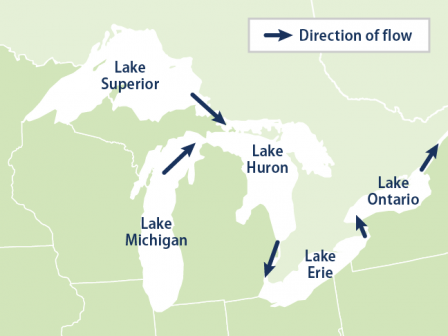 Direction of flow
Lake
Superior
Lake
Huron
Lake
Ontario
Lake
Michigan
Lake
Erie